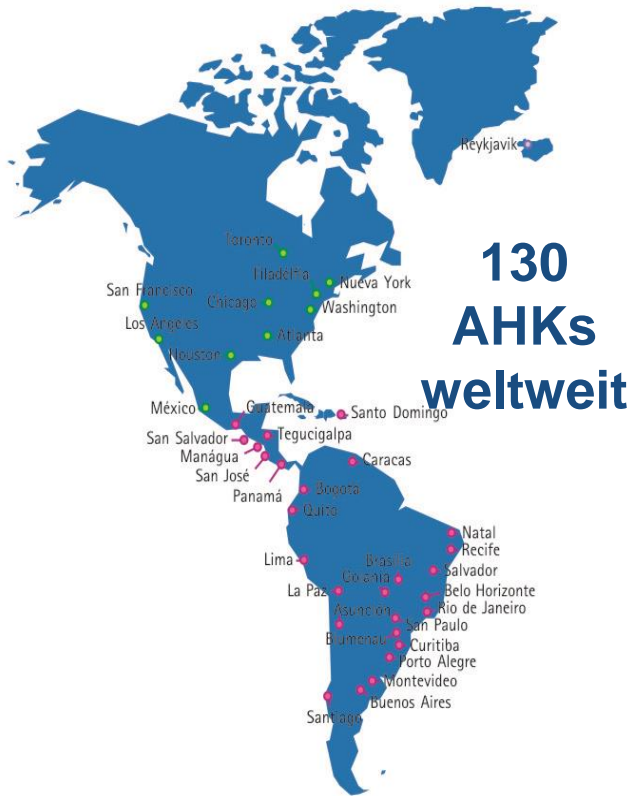 Reykjavik
130
AHKs
weltweit
Toronto
Filadélfia
Nueva York
San Francisco
Chicago
Washington
Los Angeles
Atlanta
Houston
México
Guatemala
Santo Domingo
San Salvador
Tegucigalpa
Manágua
San José
Caracas
Panamá
Bogota
Quito
Natal
Recife
Lima
Brasília
Salvador
Goiania
La Paz
Belo Horizonte
Asunción
Rio de Janeiro
San Paulo
Blumenau
Curitiba
Porto Alegre
Montevideo
Buenos Aires
Santiago